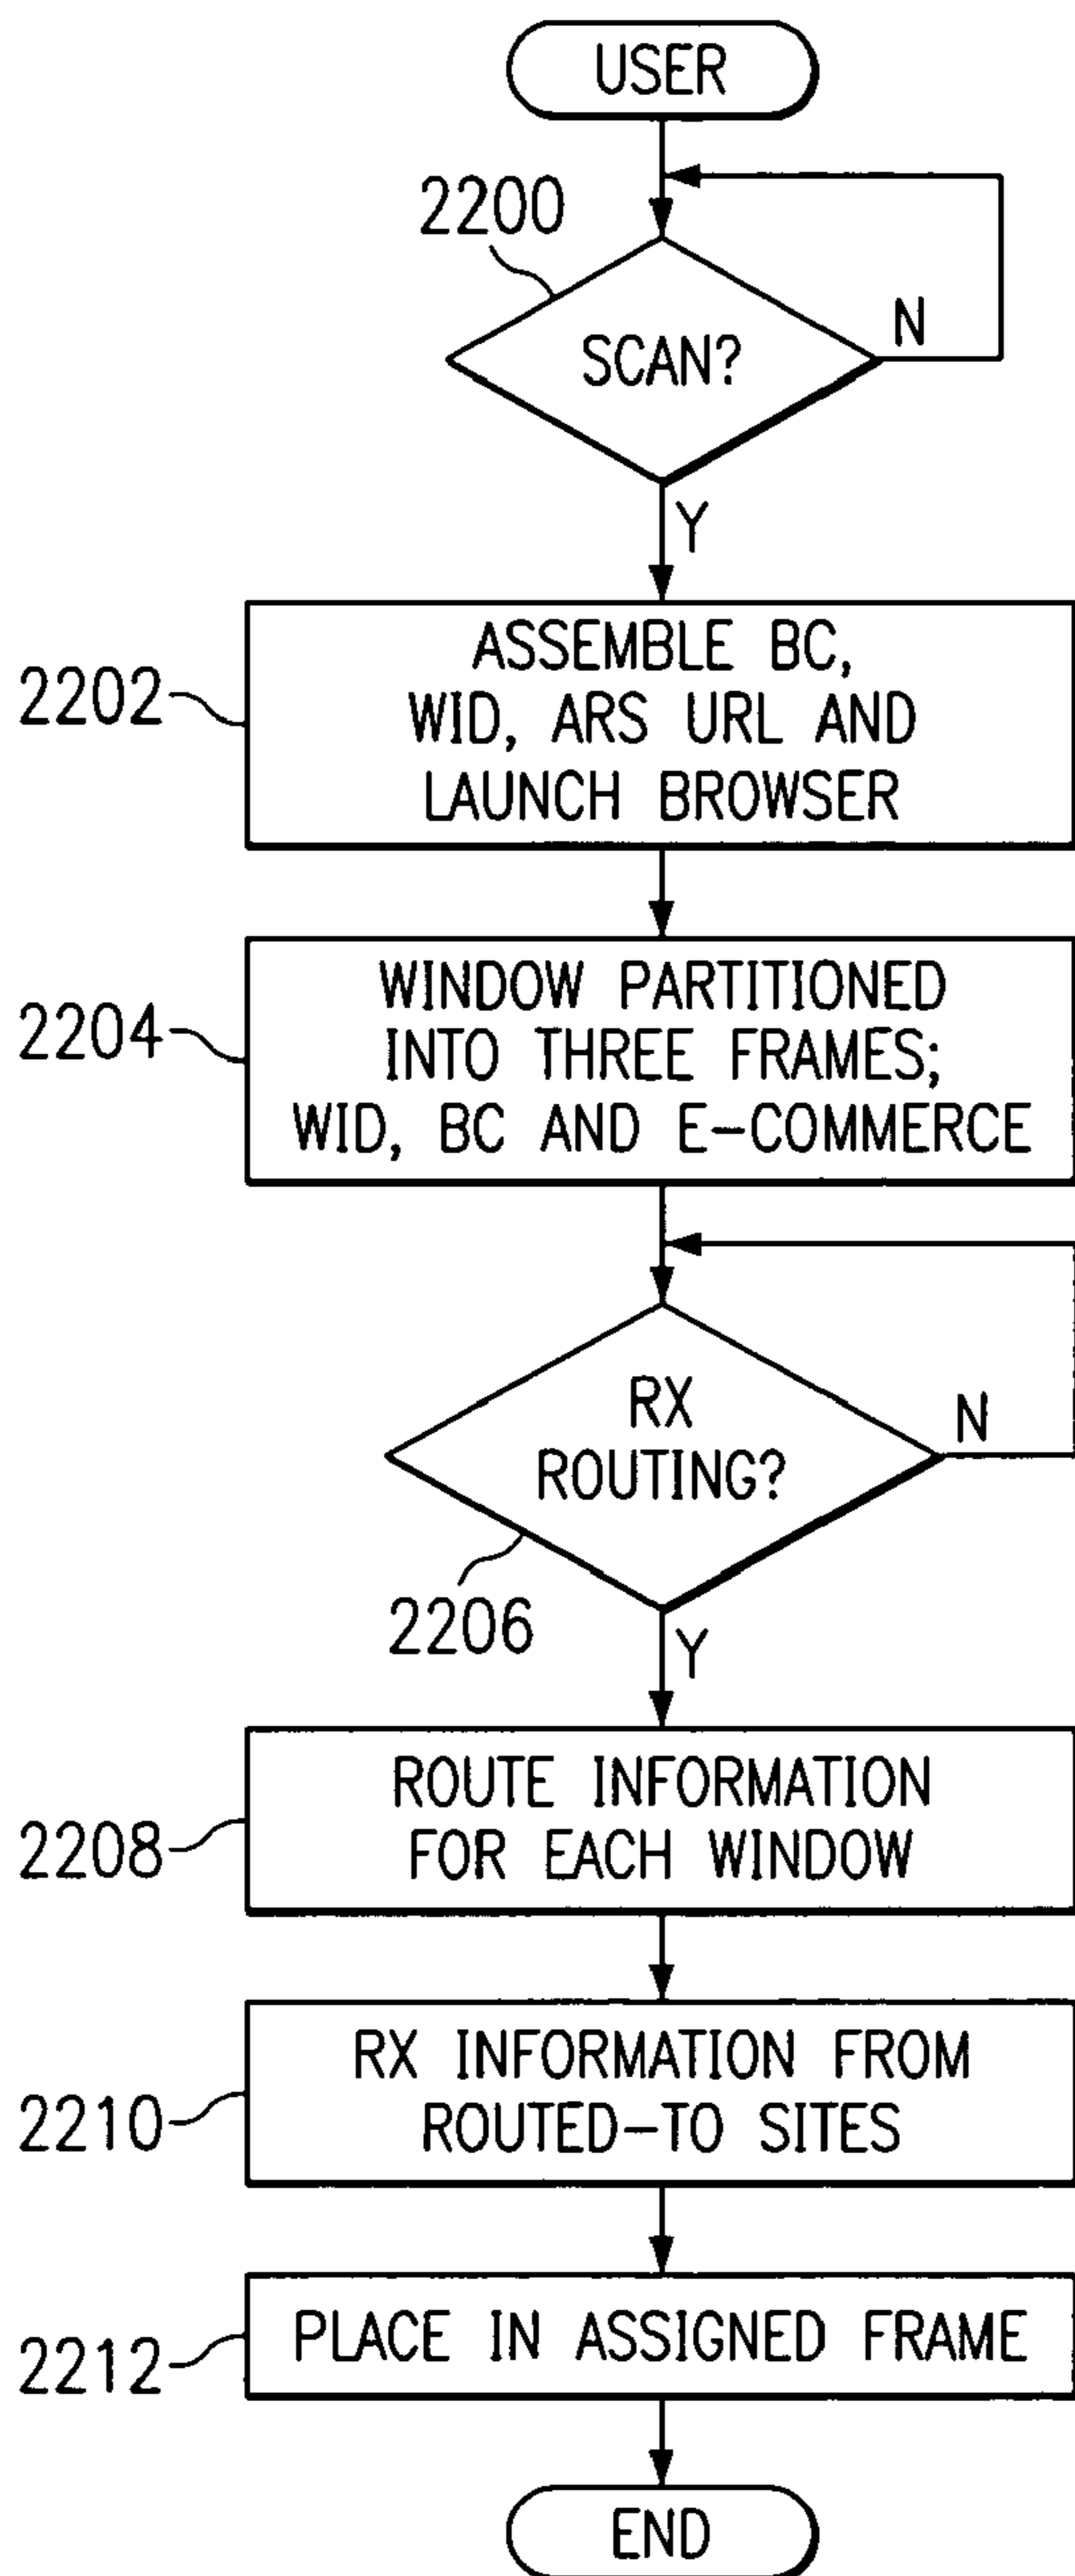 USER
2200
SCAN?
N
Y
2202
ASSEMBLE BC,
WID, ARS URL AND
LAUNCH BROWSER
2204
WINDOW PARTITIONED
INTO THREE FRAMES;
WID, BC AND E-COMMERCE
RX
ROUTING?
N
2206
Y
2208
ROUTE INFORMATION
FOR EACH WINDOW
2210
RX INFORMATION FROM
ROUTED-TO SITES
2212
PLACE IN ASSIGNED FRAME
END